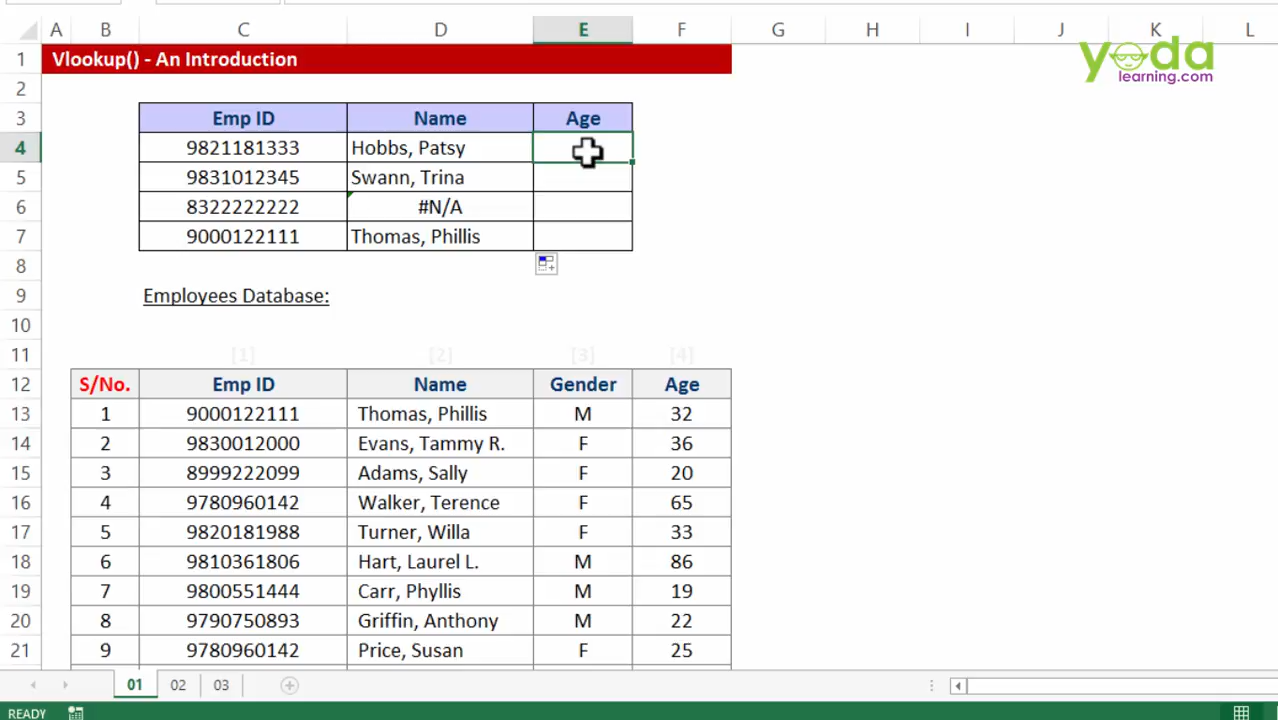 A B C D E F G H I J K L
1 Vlookup() - An Introduction
yoda
learning.com
2
3 Emp ID Name Age
4 9821181333 Hobbs, Patsy
5 9831012345 Swann, Trina
6 8322222222 #N/A
7 9000122111 Thomas, Phillis
8
9 Employees Database:
10
11 [1] [2] [3] [4]
12 S/No. Emp ID Name Gender Age
13 1 9000122111 Thomas, Phillis M 32
14 2 9830012000 Evans, Tammy R. F 36
15 3 8999222099 Adams, Sally F 20
16 4 9780960142 Walker, Terence F 65
17 5 9820181988 Turner, Willa F 33
18 6 9810361806 Hart, Laurel L. M 86
19 7 9800551444 Carr, Phyllis M 19
20 8 9790750893 Griffin, Anthony M 22
21 9 9780960142 Price, Susan F 25
01 02 03
READY